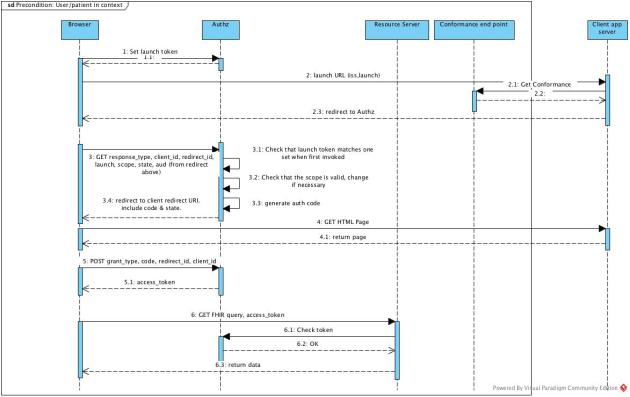 sd Precondition: User/patient in context
Browser
Authz
Resource Server
Conformance end point
Client app
server
1: Set launch token
1.1:
2: launch URL (iss,launch)
2.1: Get Conformance
2.2:
2.3: redirect to Authz
3: GET response_type, client_id, redirect_id,
launch, scope, state, aud (from redirect
above)
3.1: Check that launch token matches one
set when first invoked
3.2: Check that the scope is valid, change
if necessary
3.3: generate auth code
3.4: redirect to client redirect URI.
include code & state.
4: GET HTML Page
4.1: return page
5: POST grant_type, code, redirect_id, client_id
5.1: access_token
6: GET FHIR query, access_token
6.1: Check token
6.2: OK
6.3: return data
Powered By Visual Paradigm Community Edition